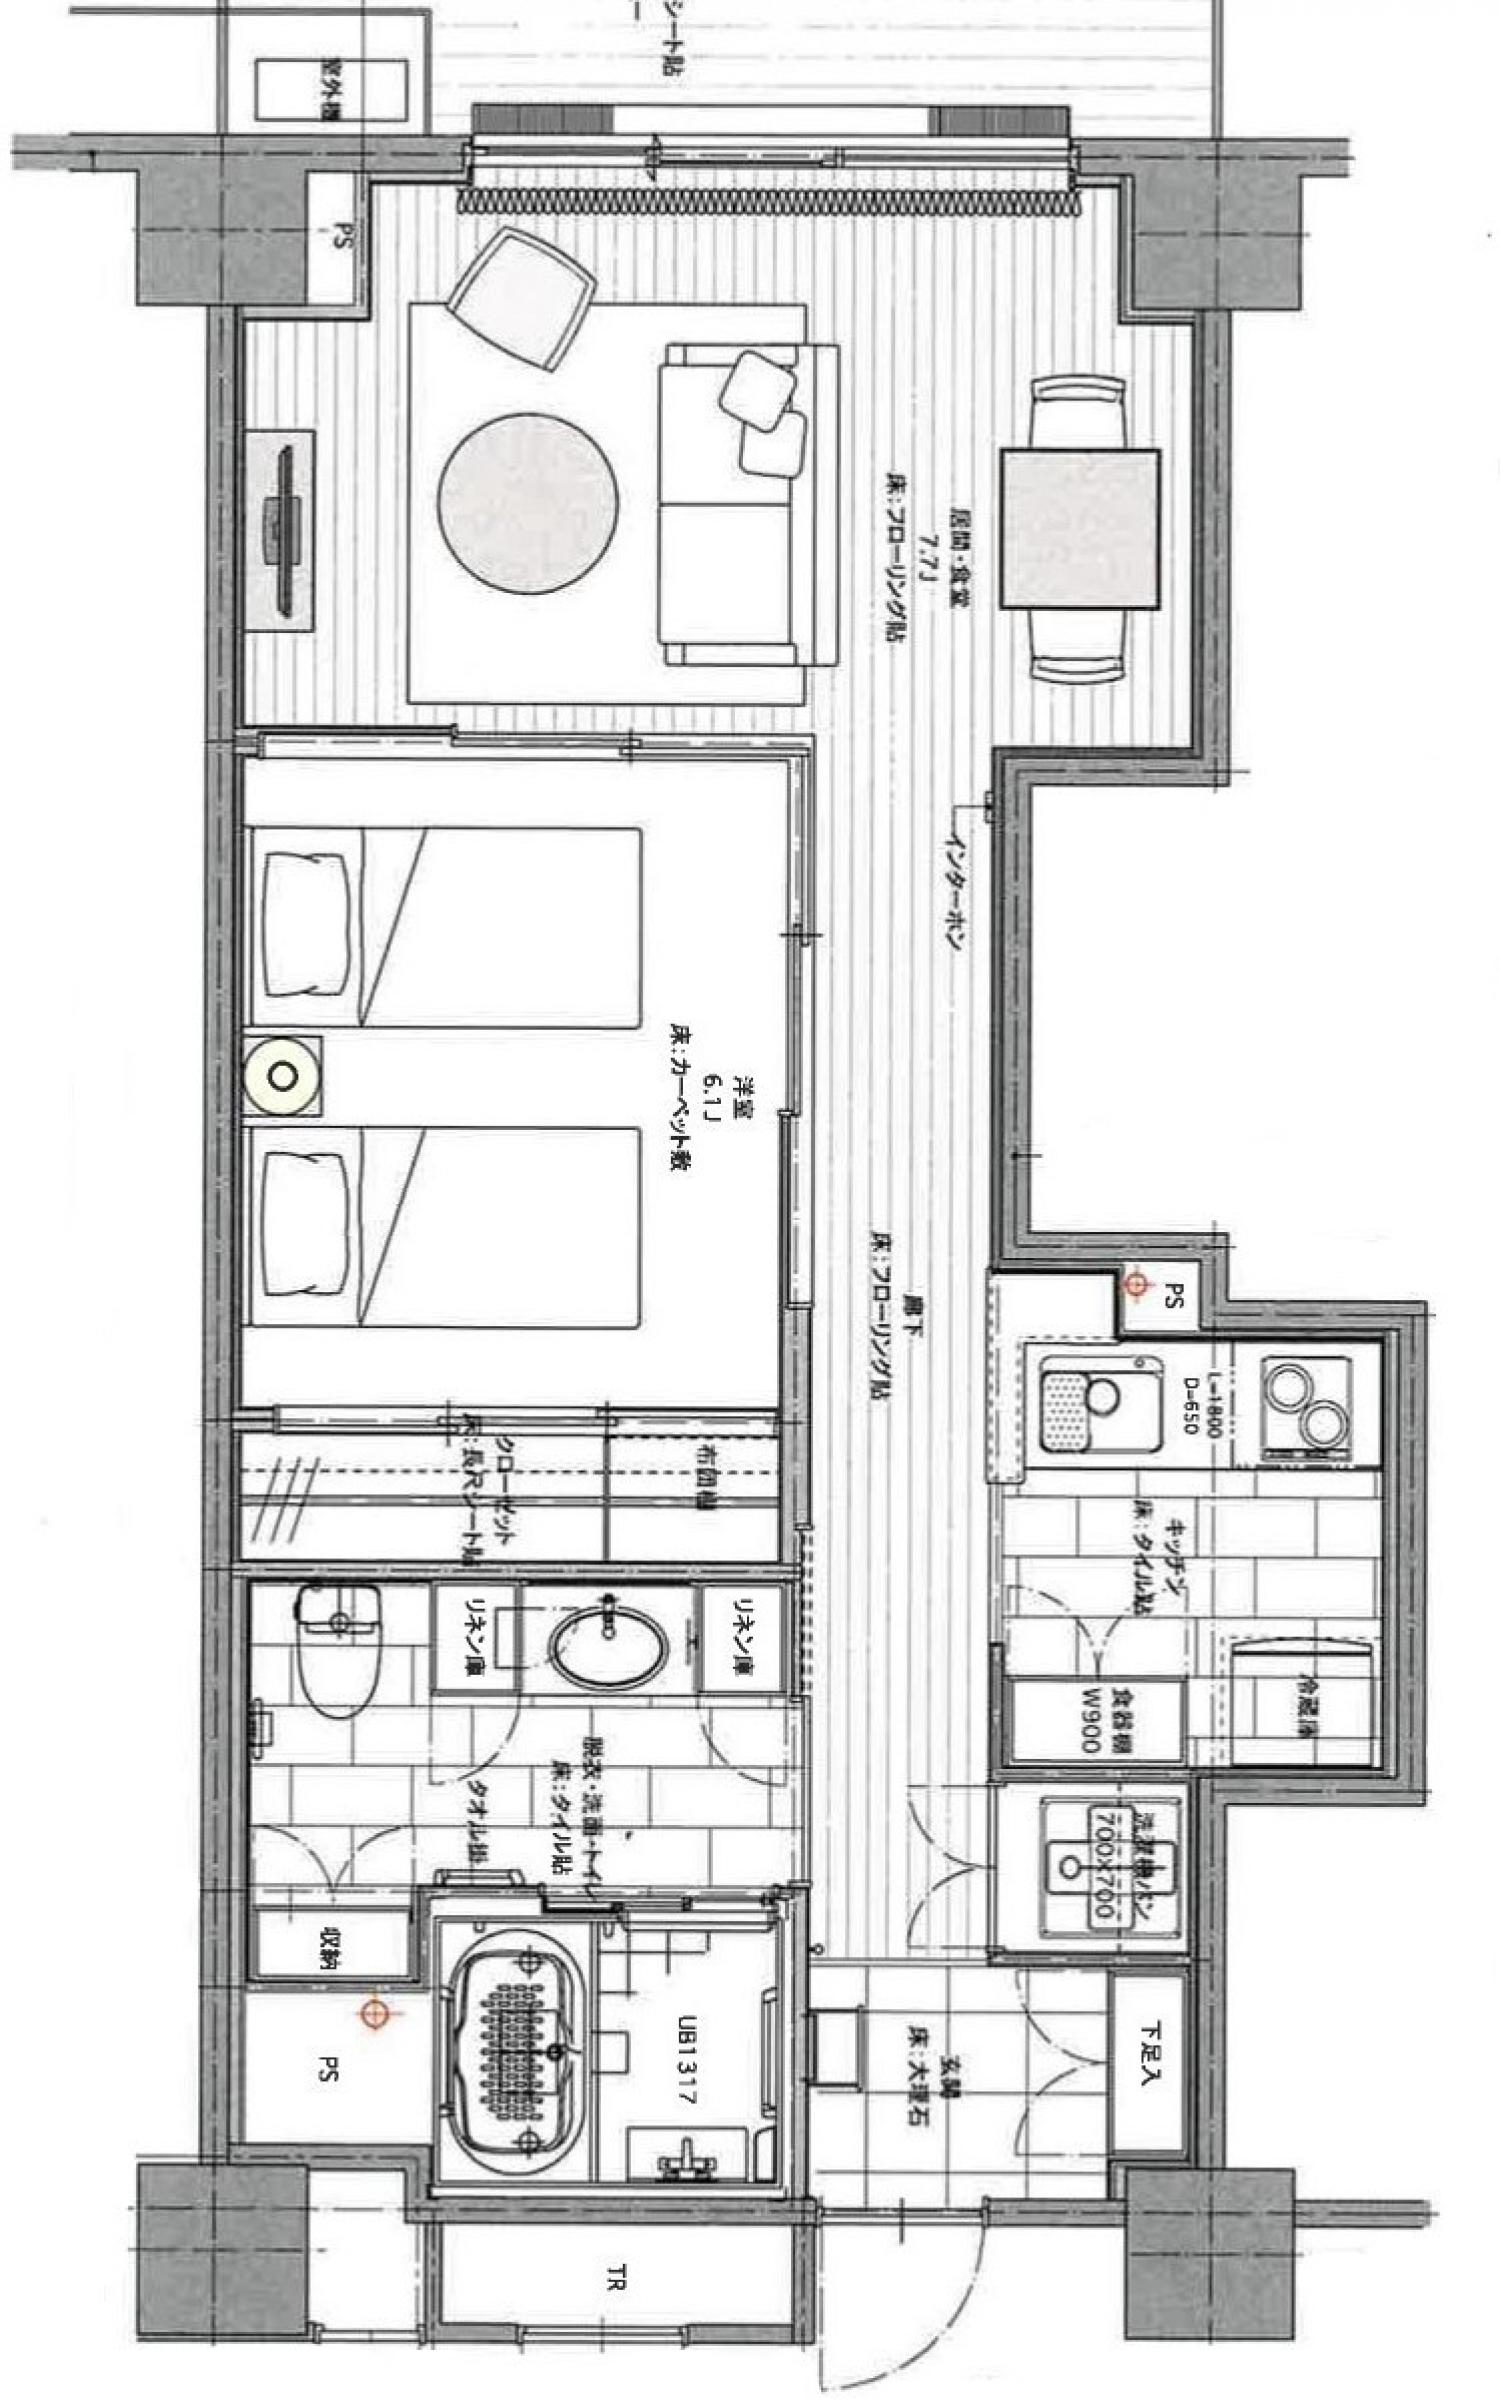 シート貼
室外機
PS
居間・食堂
7.7J
床：フローリング貼
インターホン
洋室
6.1J
床：カーペット敷
廊下
床：フローリング貼
PS
L=1800
D=650
キッチン
床：タイル貼
布団棚
クローゼット
床：長尺シート貼
リネン庫
リネン庫
食器棚
W900
冷蔵庫
脱衣・洗面・トイレ
床：タイル貼
タオル掛
洗濯機パン
700×700
収納
PS
UB1317
玄関
床：大理石
下足入
TR